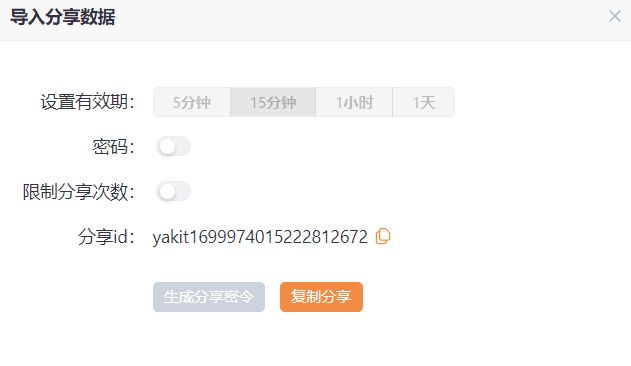 导入分享数据
设置有效期： 5分钟 15分钟 1小时 1天
密码：
限制分享次数：
分享id： yakit1699974015222812672
生成分享密令 复制分享